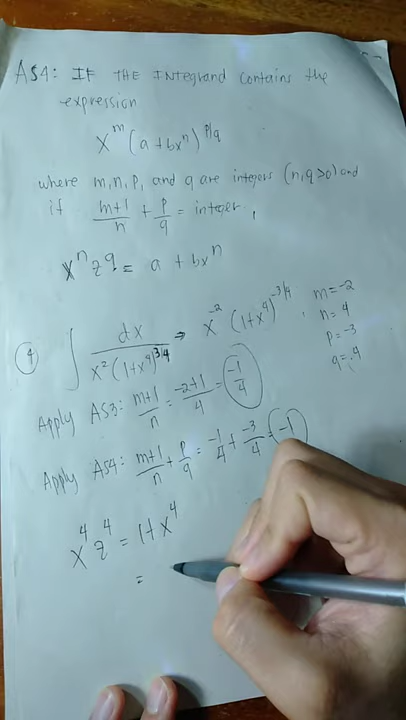 AS4: IF THE Integrand contains the
expression
x^m (a + bx^n)^p/q
where m,n,p, and q are integers (n,q>0) and
if (m+1)/n + p/q = integer,
x^n z^q = a + bx^n
④ ∫ dx / x²(1+x⁴)^3/4 → x^-2 (1+x⁴)^-3/4, m=-2
n=4
p=-3
q=4
Apply AS3: (m+1)/n = (-2+1)/4 = -1/4
Apply AS4: (m+1)/n + p/q = -1/4 + -3/4 = -1
x⁴z⁴ = 1+x⁴
=